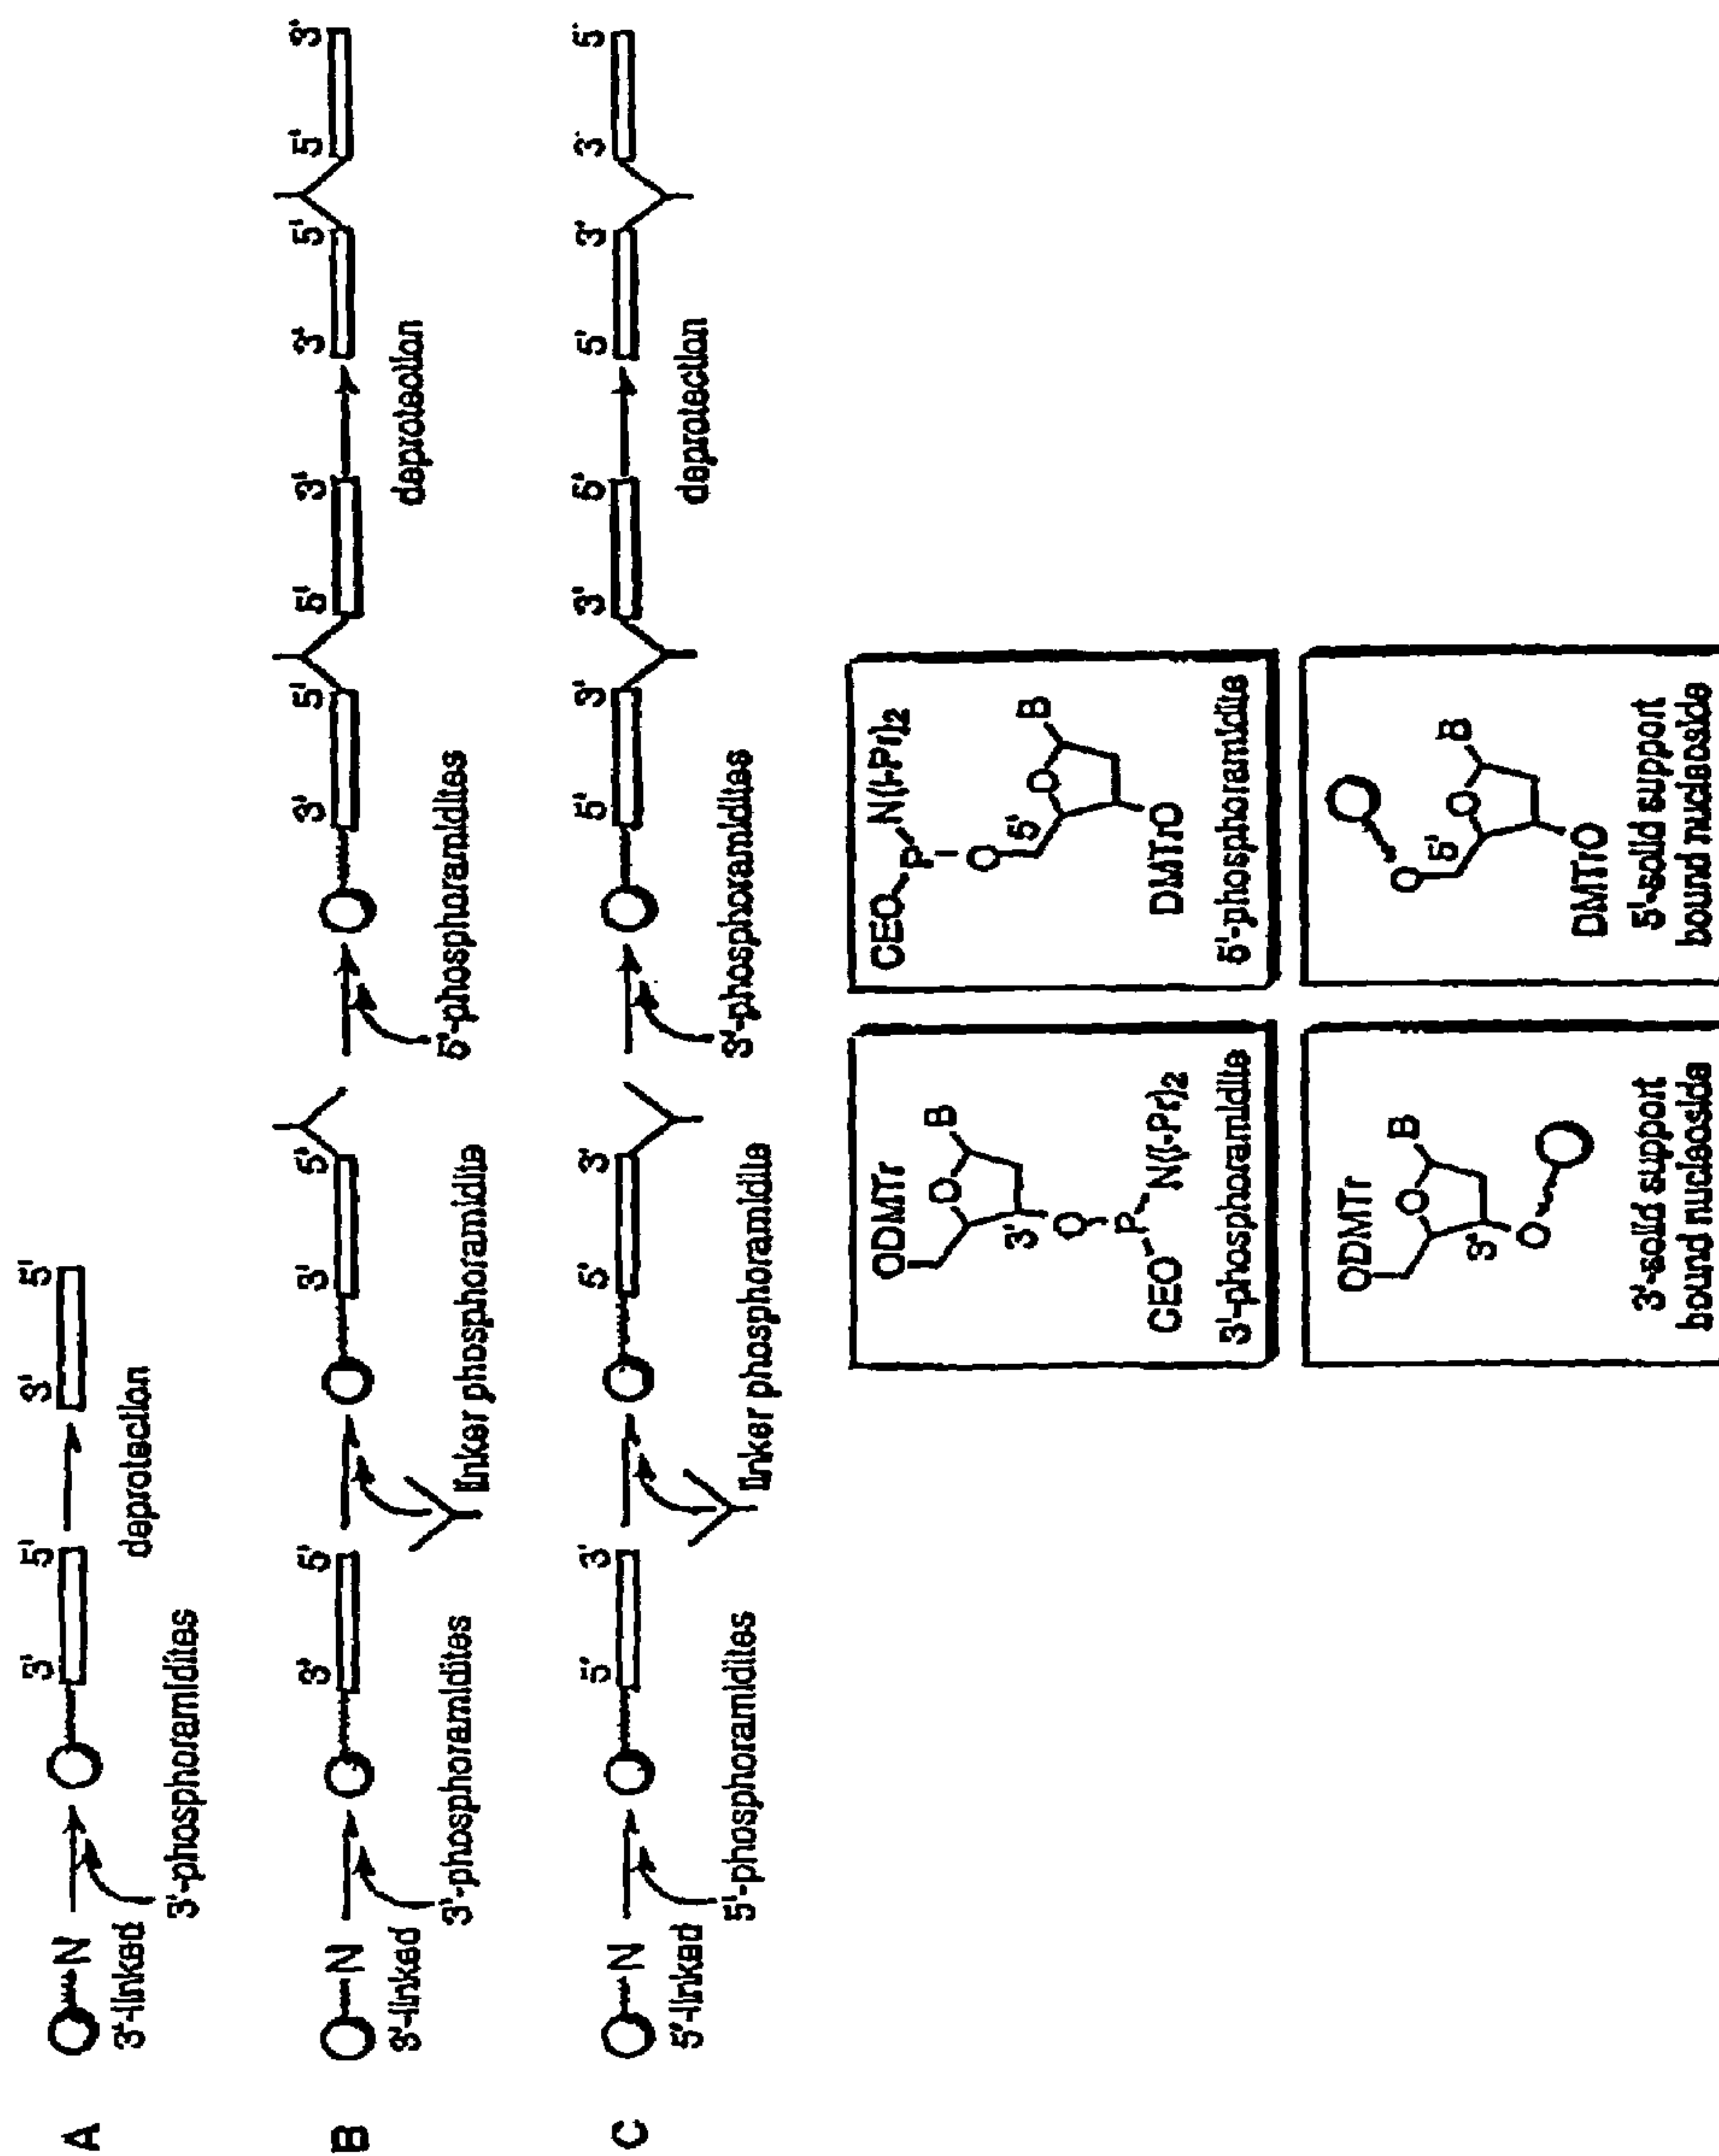 A
3'-linked
N
3'-phosphoramidites
3' 5'
deprotection
3' 5'
B
3'-linked
N
3'-phosphoramidites
3' 5'
linker phosphoramidite
3' 5'
5'-phosphoramidites
3' 5' 5' 3'
deprotection
3' 5' 5' 3'
C
5'-linked
N
5'-phosphoramidites
5' 3'
linker phosphoramidite
5' 3'
3'-phosphoramidites
5' 3' 3' 5'
deprotection
5' 3' 3' 5'
ODMTr
O
B
3'
O
CEO P
N(i-Pr)2
3'-phosphoramidite
CEO P N(i-Pr)2
O
5'
O
B
DMTrO
5'-phosphoramidite
ODMTr
O
B
3'
O
3'-solid support
bound nucleoside
O
5'
O
B
DMTrO
5'-solid support
bound nucleoside